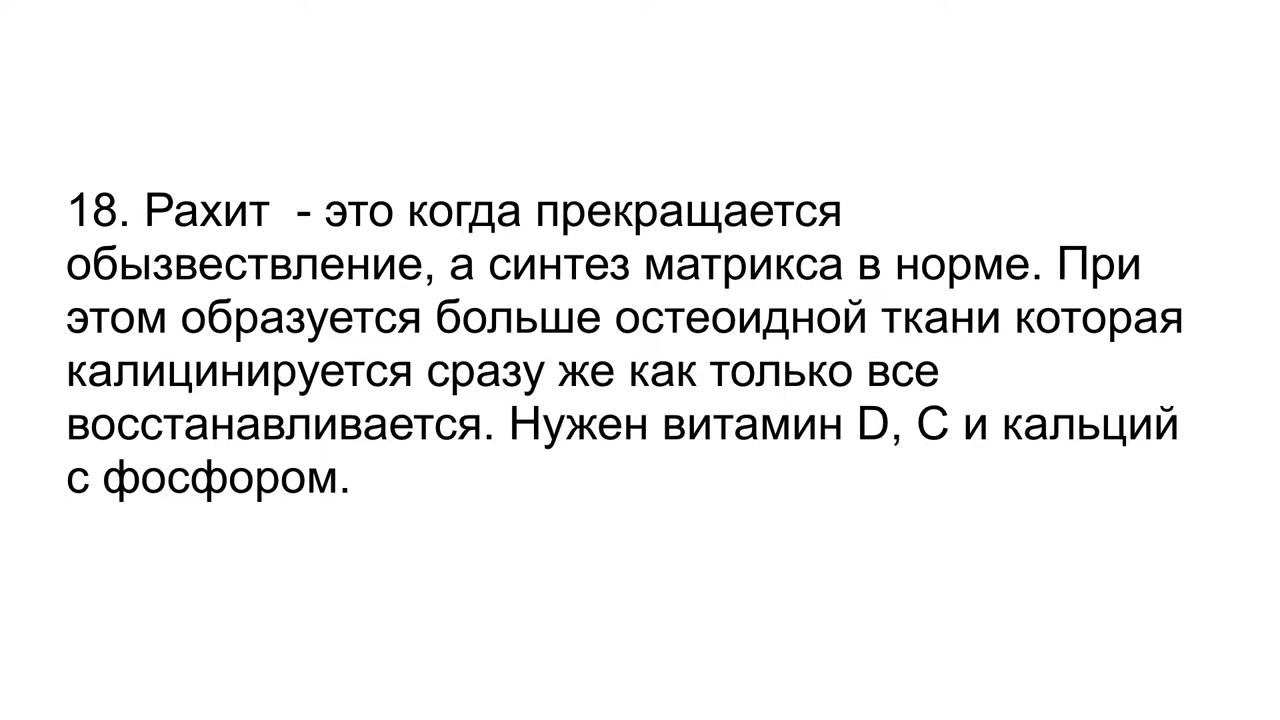 18. Рахит  - это когда прекращается
обызвествление, а синтез матрикса в норме. При
этом образуется больше остеоидной ткани которая
калицинируется сразу же как только все
восстанавливается. Нужен витамин D, C и кальций
с фосфором.